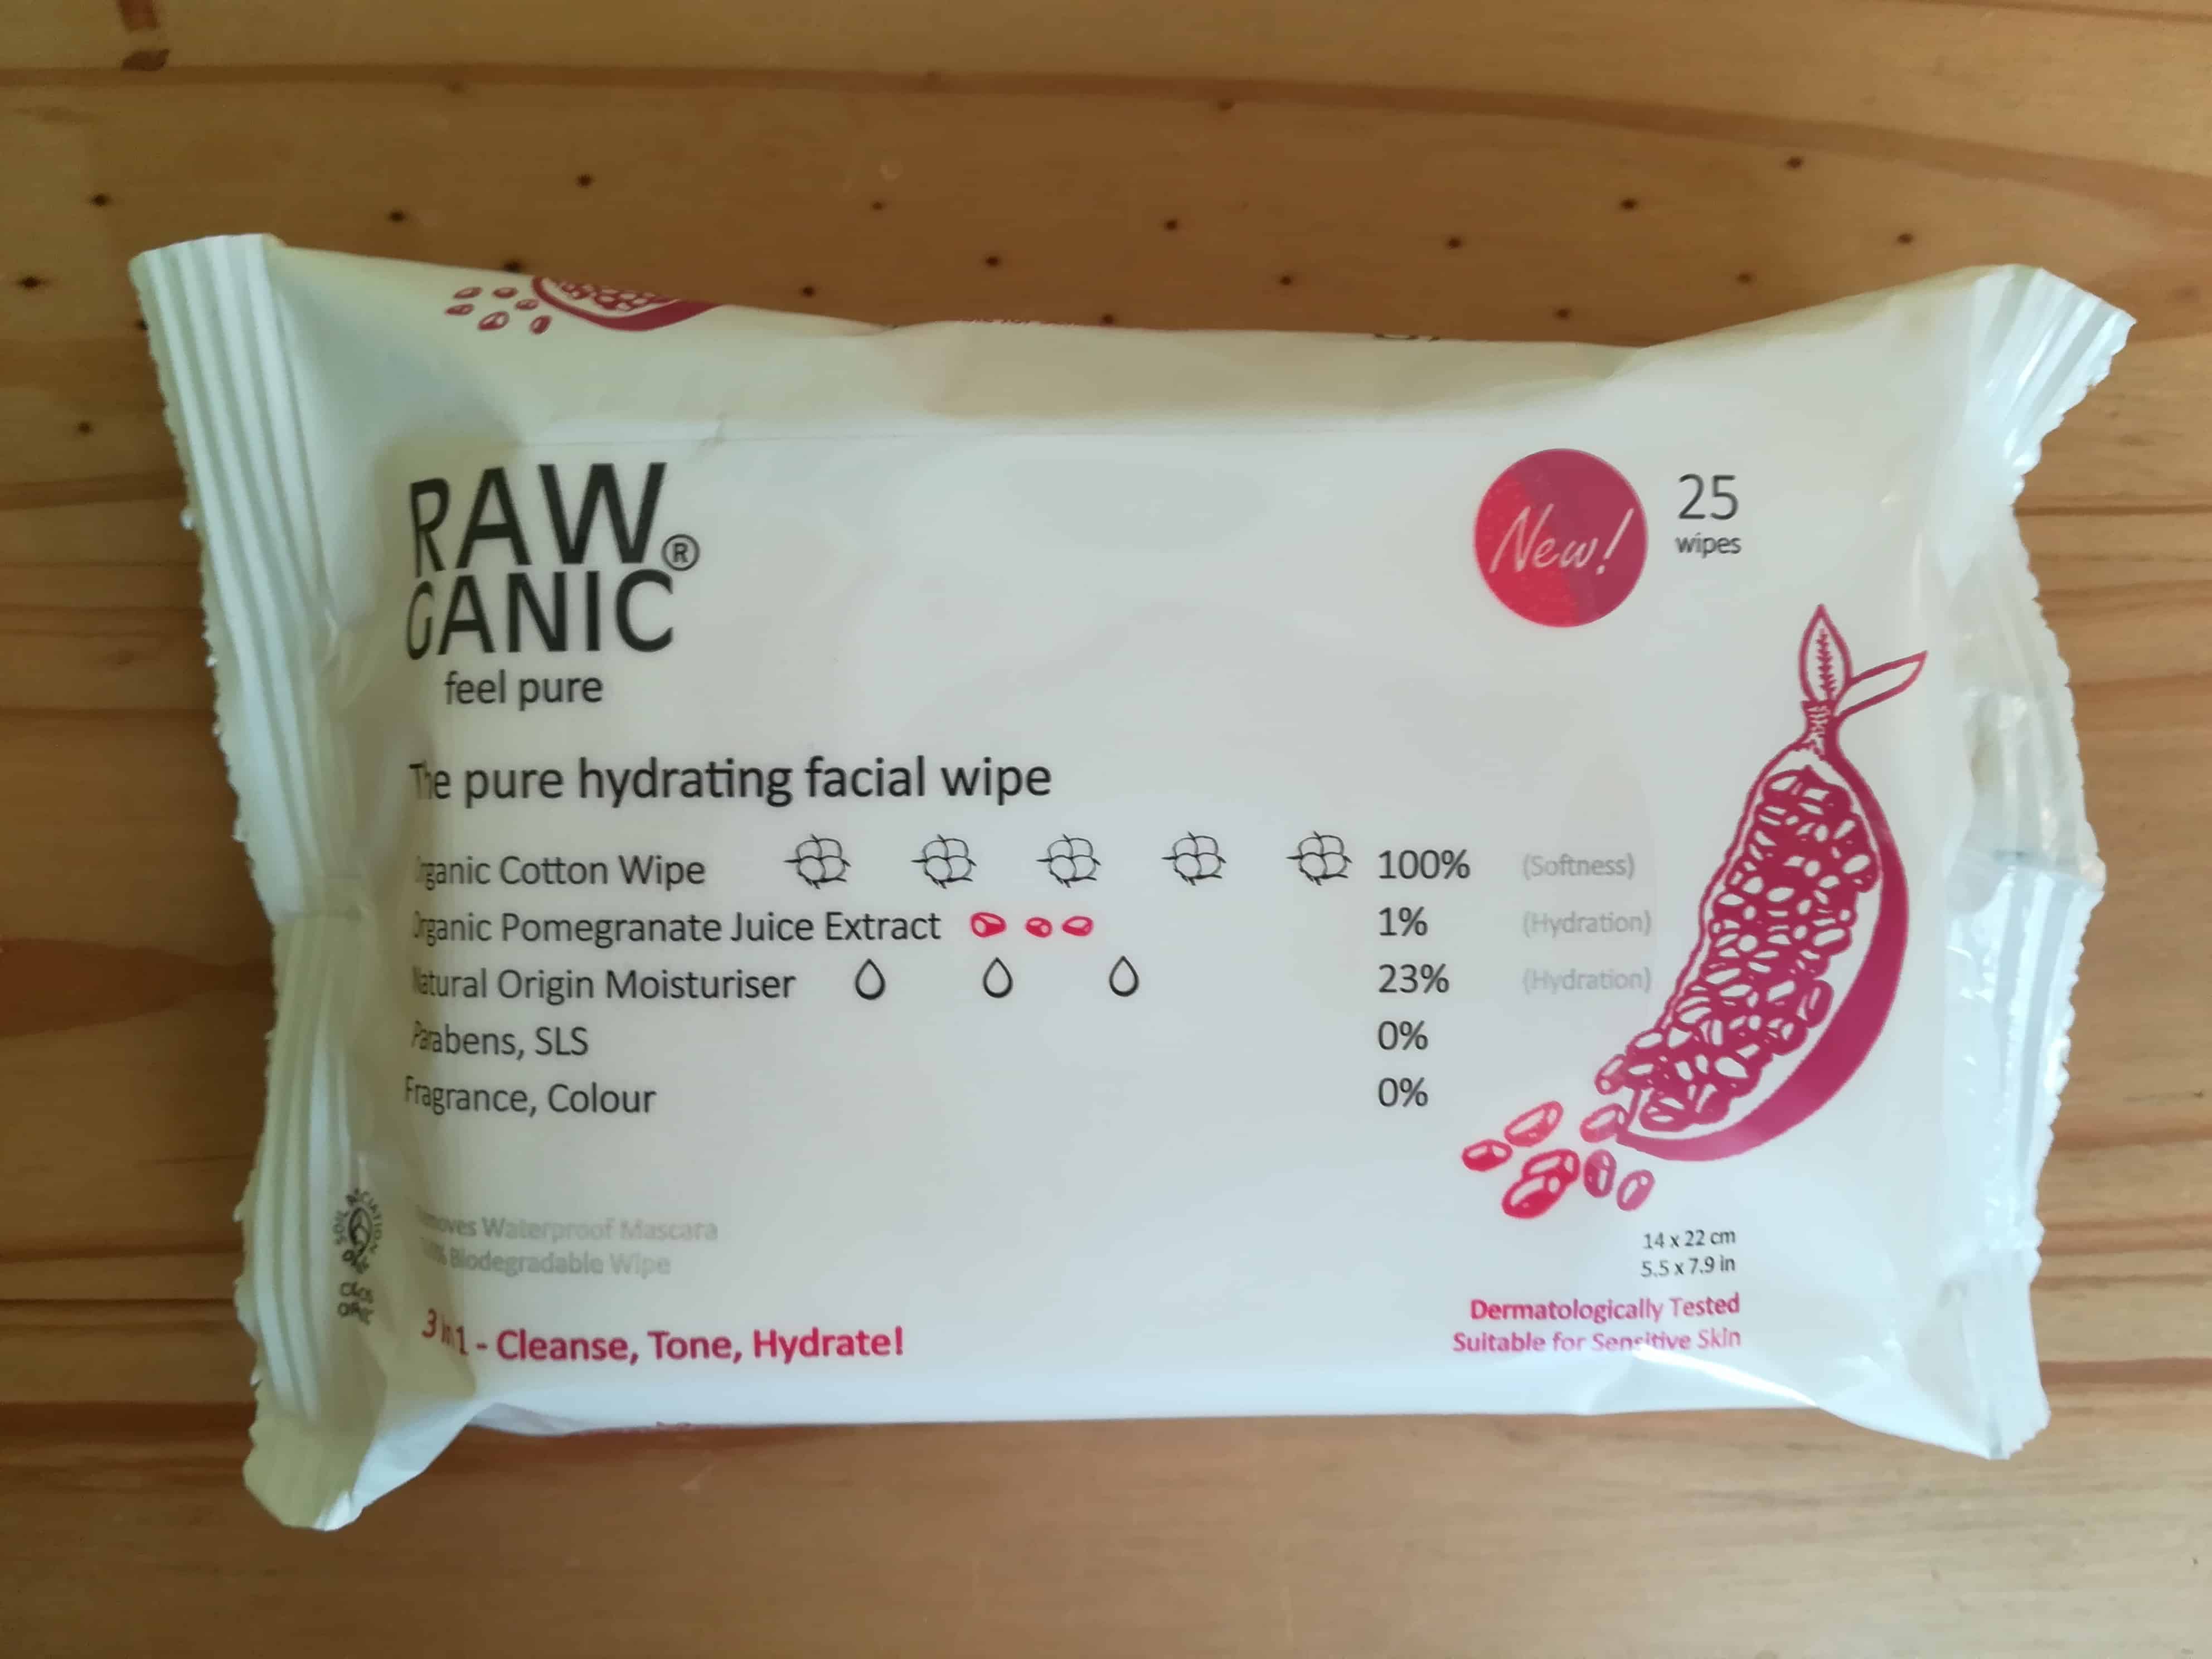 RAW®
GANIC
feel pure
New!
25
wipes
The pure hydrating facial wipe
Organic Cotton Wipe 100% (Softness)
Organic Pomegranate Juice Extract 1% (Hydration)
Natural Origin Moisturiser 23% (Hydration)
Parabens, SLS 0%
Fragrance, Colour 0%
Removes Waterproof Mascara
Biodegradable Wipe
3 in 1 - Cleanse, Tone, Hydrate!
14 x 22 cm
5.5 x 7.9 in
Dermatologically Tested
Suitable for Sensitive Skin
SOIL